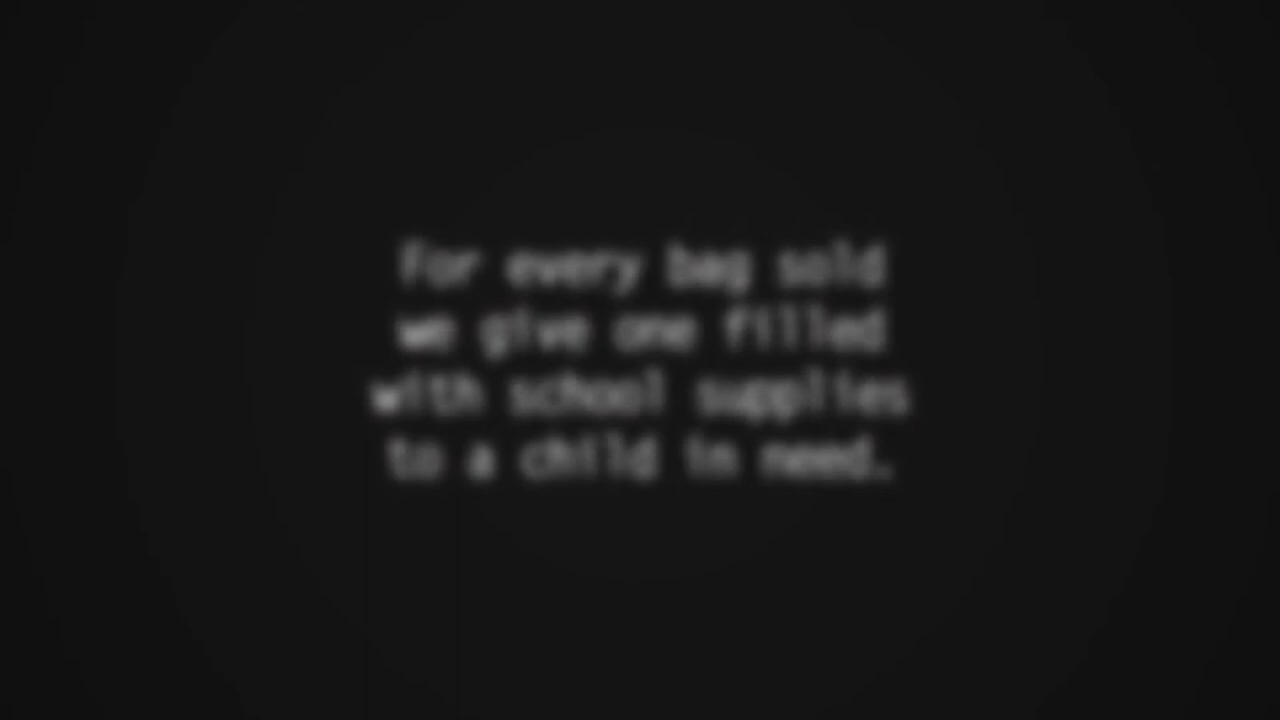 For every bag sold
we give one filled
with school supplies
to a child in need.